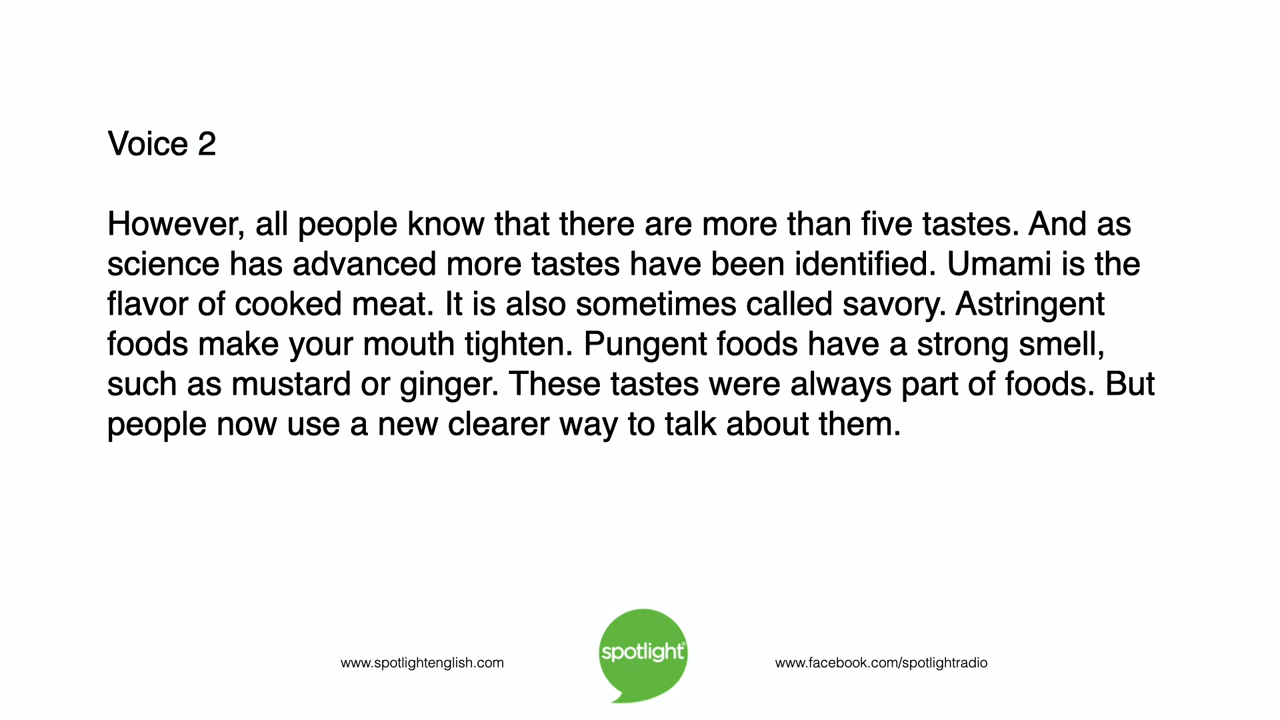 Voice 2
However, all people know that there are more than five tastes. And as
science has advanced more tastes have been identified. Umami is the
flavor of cooked meat. It is also sometimes called savory. Astringent
foods make your mouth tighten. Pungent foods have a strong smell,
such as mustard or ginger. These tastes were always part of foods. But
people now use a new clearer way to talk about them.
www.spotlightenglish.com
spotlight®
www.facebook.com/spotlightradio